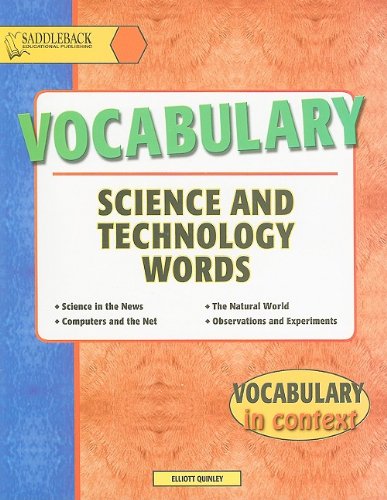 SADDLEBACK
EDUCATIONAL PUBLISHING
VOCABULARY
SCIENCE AND
TECHNOLOGY
WORDS
• Science in the News
• Computers and the Net
• The Natural World
• Observations and Experiments
VOCABULARY
in context
ELLIOTT QUINLEY